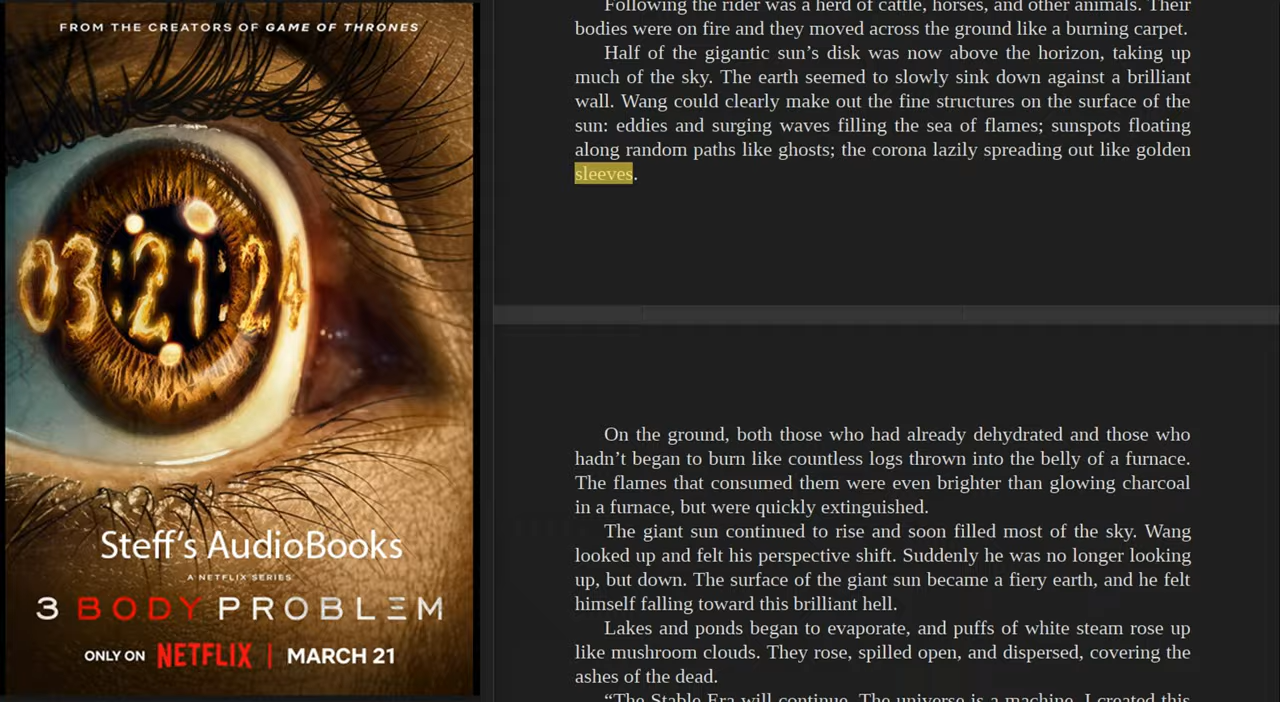 FROM THE CREATORS OF GAME OF THRONES
03:21:24
Steff's AudioBooks
A NETFLIX SERIES
3 BODY PROBLEM
ONLY ON NETFLIX | MARCH 21
Following the rider was a herd of cattle, horses, and other animals. Their
bodies were on fire and they moved across the ground like a burning carpet.
Half of the gigantic sun’s disk was now above the horizon, taking up
much of the sky. The earth seemed to slowly sink down against a brilliant
wall. Wang could clearly make out the fine structures on the surface of the
sun: eddies and surging waves filling the sea of flames; sunspots floating
along random paths like ghosts; the corona lazily spreading out like golden
sleeves.
On the ground, both those who had already dehydrated and those who
hadn’t began to burn like countless logs thrown into the belly of a furnace.
The flames that consumed them were even brighter than glowing charcoal
in a furnace, but were quickly extinguished.
The giant sun continued to rise and soon filled most of the sky. Wang
looked up and felt his perspective shift. Suddenly he was no longer looking
up, but down. The surface of the giant sun became a fiery earth, and he felt
himself falling toward this brilliant hell.
Lakes and ponds began to evaporate, and puffs of white steam rose up
like mushroom clouds. They rose, spilled open, and dispersed, covering the
ashes of the dead.
“The Stable Era will continue. The universe is a machine. I created this